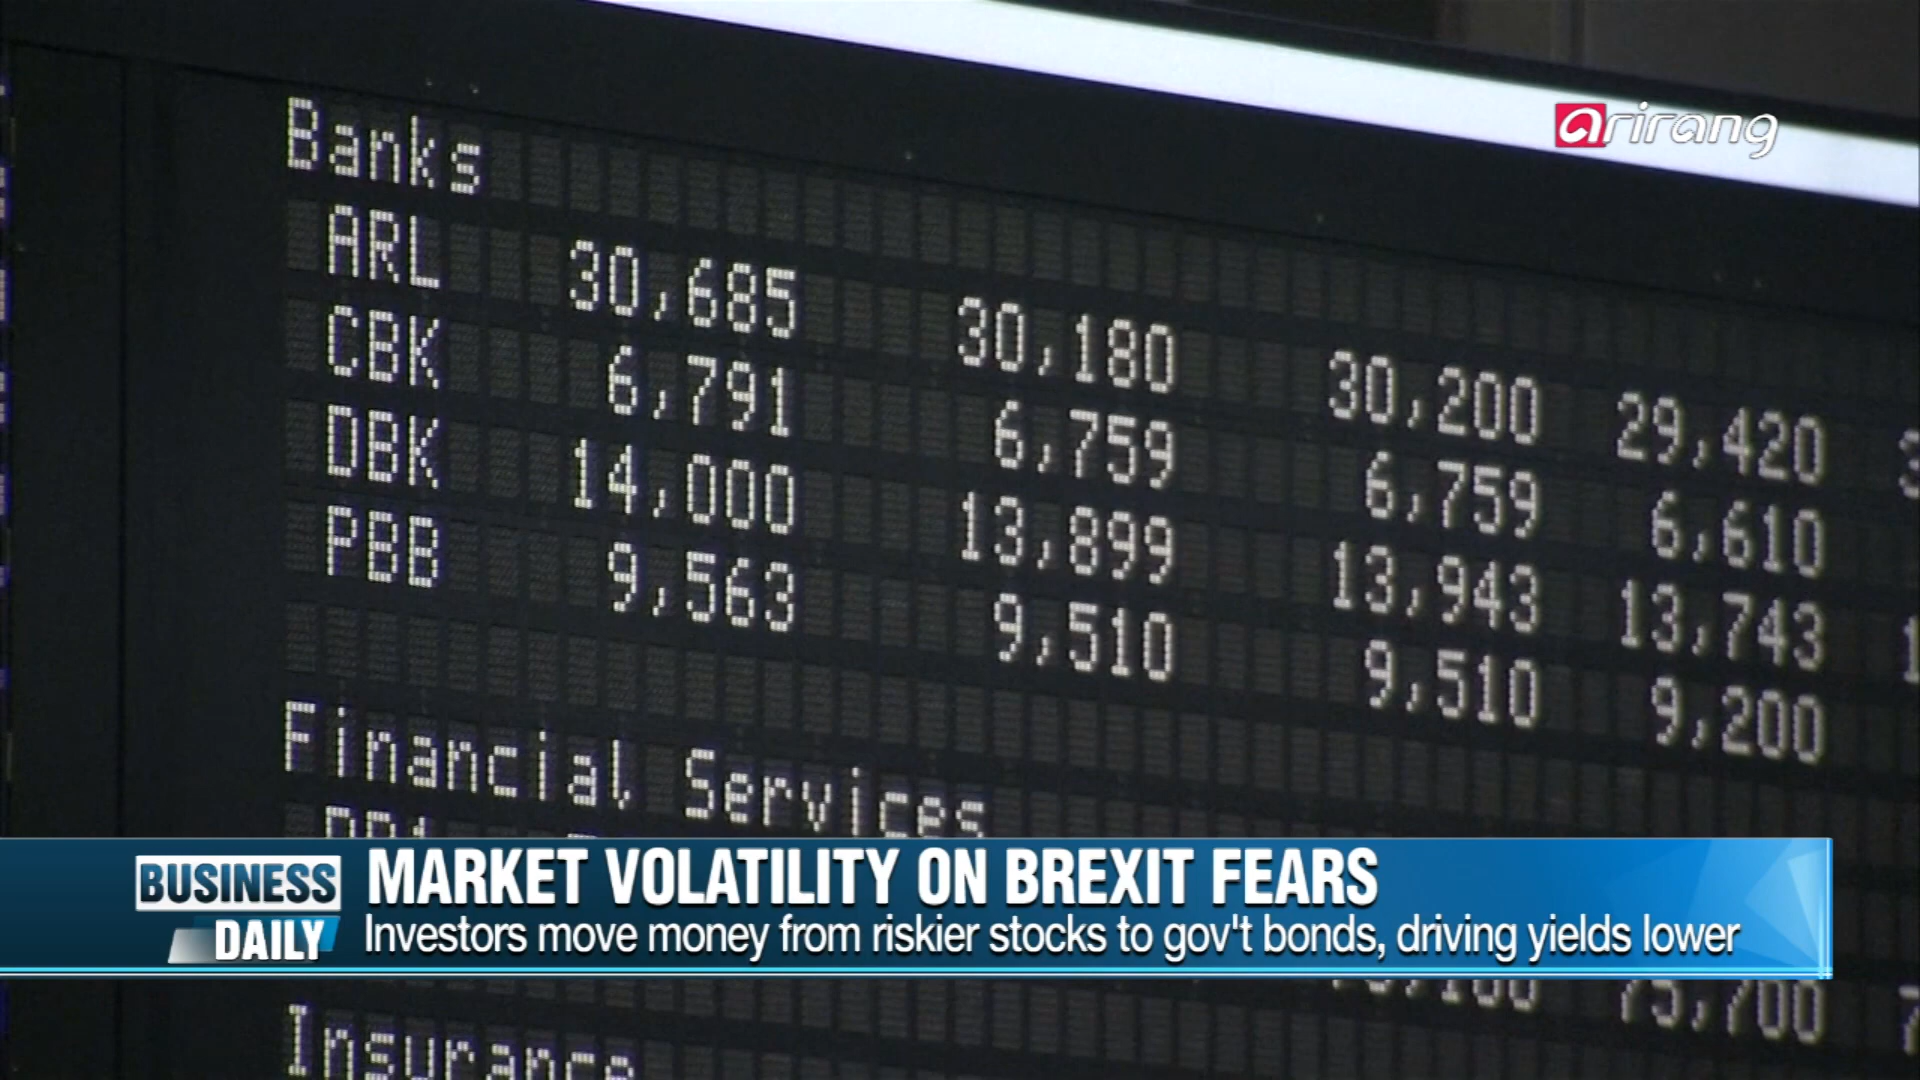 arirang
Banks
ARL 30,685 30,180 30,200 29,420
CBK 6,791 6,759 6,759 6,610
DBK 14,000 13,899 13,943 13,743
PBB 9,563 9,510 9,510 9,200
Financial Services
BUSINESS DAILY
MARKET VOLATILITY ON BREXIT FEARS
Investors move money from riskier stocks to gov't bonds, driving yields lower
75,700
Insurance